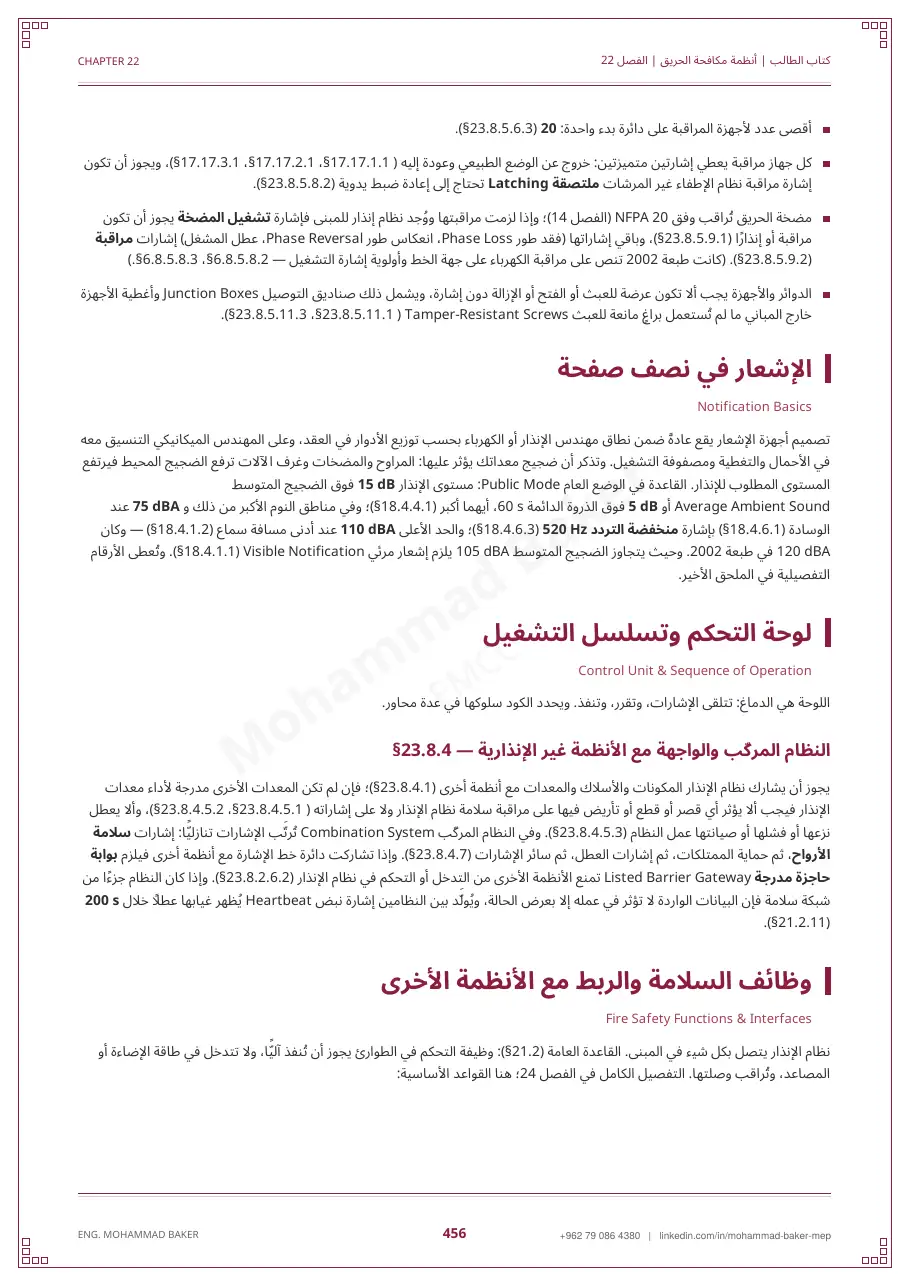 كتاب الطالب | أنظمة مكافحة الحريق | الفصل 22
CHAPTER 22
أقصى عدد لأجهزة المراقبة على دائرة بدء واحدة: 20 (§23.8.5.6.3).
كل جهاز مراقبة يعطي إشارتين متميزتين: خروج عن الوضع الطبيعي وعودة إليه (§17.17.1.1، §17.17.2.1، §17.17.3.1)، ويجوز أن تكون
إشارة مراقبة نظام الإطفاء غير المرشات ملتصقة Latching تحتاج إلى إعادة ضبط يدوية (§23.8.5.8.2).
مضخة الحريق تُراقب وفق NFPA 20 (الفصل 14)؛ وإذا لزمت مراقبتها ووُجد نظام إنذار للمبنى فإشارة تشغيل المضخة يجوز أن تكون
مراقبة أو إنذارًا (§23.8.5.9.1)، وباقي إشاراتها (فقد طور Phase Loss، انعكاس طور Phase Reversal، عطل المشغل) إشارات مراقبة
(§23.8.5.9.2). (كانت طبعة 2002 تنص على مراقبة الكهرباء على جهة الخط وأولوية إشارة التشغيل — §6.8.5.8.2، §6.8.5.8.3.)
الدوائر والأجهزة يجب ألا تكون عرضة للعبث أو الفتح أو الإزالة دون إشارة، ويشمل ذلك صناديق التوصيل Junction Boxes وأغطية الأجهزة
خارج المباني ما لم تُستعمل براغٍ مانعة للعبث Tamper-Resistant Screws (§23.8.5.11.1، §23.8.5.11.3).
الإشعار في نصف صفحة
Notification Basics
تصميم أجهزة الإشعار يقع عادةً ضمن نطاق مهندس الإنذار أو الكهرباء بحسب توزيع الأدوار في العقد، وعلى المهندس الميكانيكي التنسيق معه
في الأحمال والتغطية ومصفوفة التشغيل. وتذكر أن ضجيج معداتك يؤثر عليها: المراوح والمضخات وغرف الآلات ترفع الضجيج المحيط فيرتفع
المستوى المطلوب للإنذار. القاعدة في الوضع العام Public Mode: مستوى الإنذار 15 dB فوق الضجيج المتوسط
Average Ambient Sound أو 5 dB فوق الذروة الدائمة 60 s، أيهما أكبر (§18.4.4.1)؛ وفي مناطق النوم الأكبر من ذلك و 75 dBA عند
الوسادة (§18.4.6.1) بإشارة منخفضة التردد 520 Hz (§18.4.6.3)؛ والحد الأعلى 110 dBA عند أدنى مسافة سماع (§18.4.1.2) — وكان
120 dBA في طبعة 2002. وحيث يتجاوز الضجيج المتوسط 105 dBA يلزم إشعار مرئي Visible Notification (§18.4.1.1). وتُعطى الأرقام
التفصيلية في الملحق الأخير.
لوحة التحكم وتسلسل التشغيل
Control Unit & Sequence of Operation
اللوحة هي الدماغ: تتلقى الإشارات، وتقرر، وتنفذ. ويحدد الكود سلوكها في عدة محاور.
النظام المركّب والواجهة مع الأنظمة غير الإنذارية — §23.8.4
يجوز أن يشارك نظام الإنذار المكونات والأسلاك والمعدات مع أنظمة أخرى (§23.8.4.1)؛ فإن لم تكن المعدات الأخرى مدرجة لأداء معدات
الإنذار فيجب ألا يؤثر أي قصر أو قطع أو تأريض فيها على مراقبة سلامة نظام الإنذار ولا على إشاراته (§23.8.4.5.1، §23.8.4.5.2)، وألا يعطل
نزعها أو فشلها أو صيانتها عمل النظام (§23.8.4.5.3). وفي النظام المركّب Combination System تُرتَّب الإشارات تنازليًّا: إشارات سلامة
الأرواح، ثم حماية الممتلكات، ثم إشارات العطل، ثم سائر الإشارات (§23.8.4.7). وإذا تشاركت دائرة خط الإشارة مع أنظمة أخرى فيلزم بوابة
حاجزة مدرجة Listed Barrier Gateway تمنع الأنظمة الأخرى من التدخل أو التحكم في نظام الإنذار (§23.8.2.6.2). وإذا كان النظام جزءًا من
شبكة سلامة فإن البيانات الواردة لا تؤثر في عمله إلا بعرض الحالة، ويُولَّد بين النظامين إشارة نبض Heartbeat يُظهر غيابها عطلًا خلال 200 s
(§21.2.11).
وظائف السلامة والربط مع الأنظمة الأخرى
Fire Safety Functions & Interfaces
نظام الإنذار يتصل بكل شيء في المبنى. القاعدة العامة (§21.2): وظيفة التحكم في الطوارئ يجوز أن تُنفذ آليًّا، ولا تتدخل في طاقة الإضاءة أو
المصاعد، وتُراقب وصلتها. التفصيل الكامل في الفصل 24؛ هنا القواعد الأساسية:
ENG. MOHAMMAD BAKER
456
+962 79 086 4380 | linkedin.com/in/mohammad-baker-mep